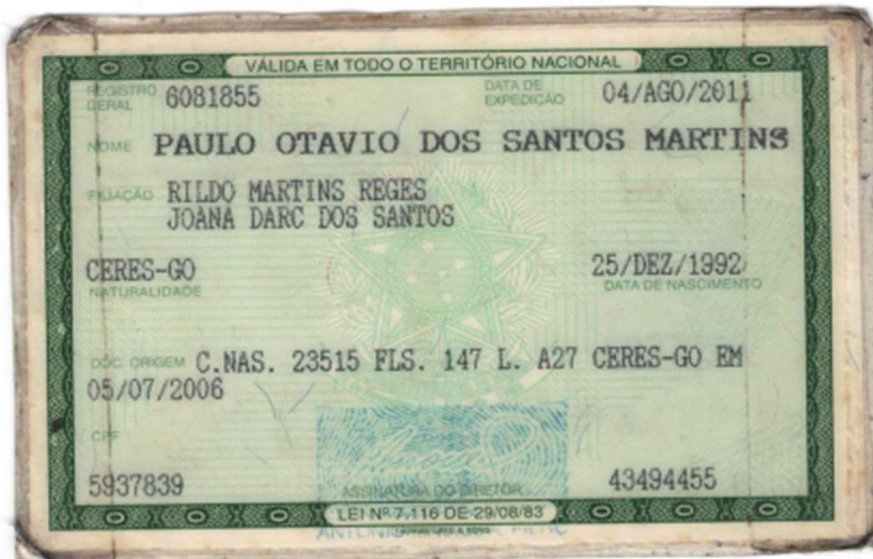 VÁLIDA EM TODO O TERRITÓRIO NACIONAL
REGISTRO GERAL 6081855 DATA DE EXPEDIÇÃO 04/AGO/2011
NOME PAULO OTAVIO DOS SANTOS MARTINS
FILIAÇÃO RILDO MARTINS REGES
JOANA DARC DOS SANTOS
CERES-GO 25/DEZ/1992
NATURALIDADE DATA DE NASCIMENTO
DOC. ORIGEM C.NAS. 23515 FLS. 147 L. A27 CERES-GO EM
05/07/2006
CPF
5937839 43494455
ASSINATURA DO DIRETOR
LEI Nº 7.116 DE 29/08/83